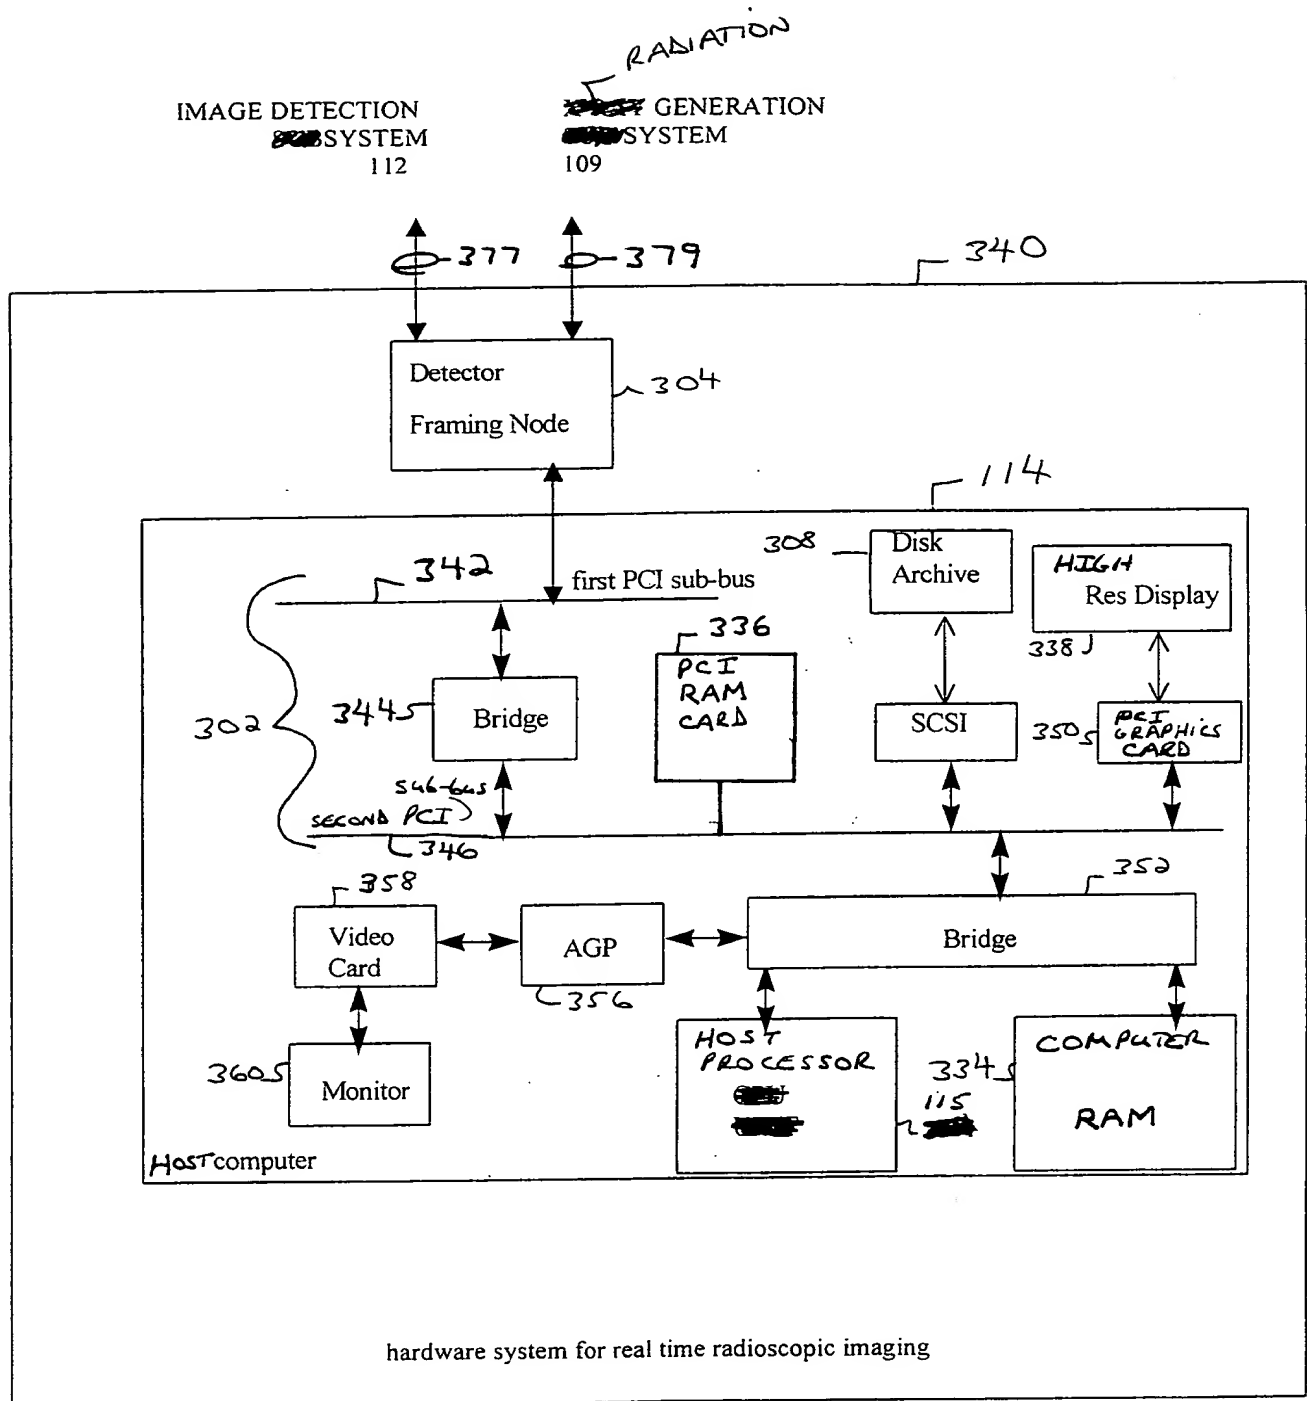 RADIATION
IMAGE DETECTION
SYSTEM
112
GENERATION
SYSTEM
109
377
379
340
Detector
Framing Node
304
114
342
first PCI sub-bus
308
Disk
Archive
HIGH
Res Display
338
336
PCI
RAM
CARD
302
344
Bridge
SCSI
350
PCI
GRAPHICS
CARD
sub-bus
SECOND PCI
346
358
352
Video
Card
AGP
356
Bridge
360
Monitor
HOST
PROCESSOR
115
334
COMPUTER
RAM
HOST computer
hardware system for real time radioscopic imaging